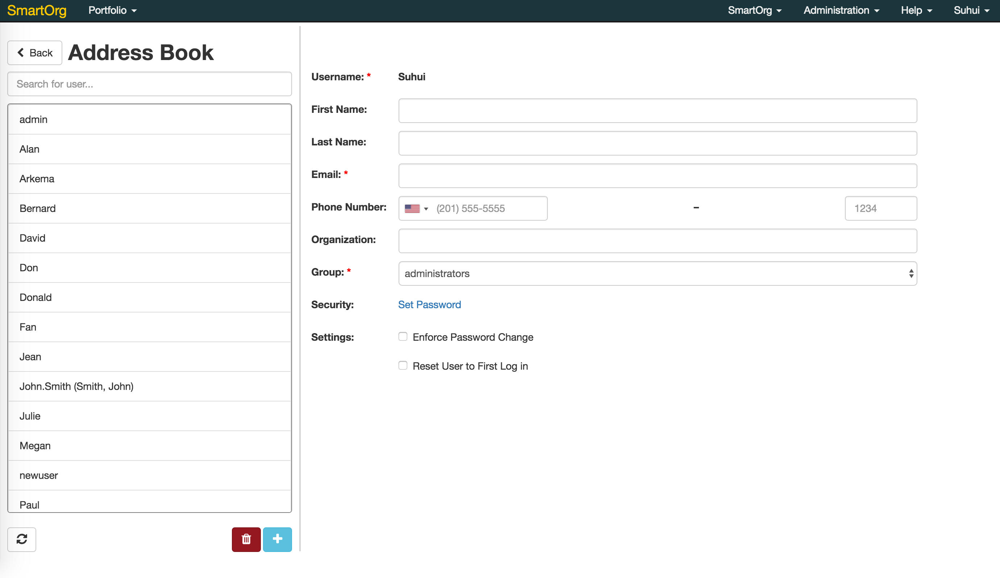 SmartOrg Portfolio SmartOrg Administration Help Suhui
Back Address Book
Search for user...
admin
Alan
Arkema
Bernard
David
Don
Donald
Fan
Jean
John.Smith (Smith, John)
Julie
Megan
newuser
Paul
Username: * Suhui
First Name:
Last Name:
Email: *
Phone Number: (201) 555-5555 - 1234
Organization:
Group: * administrators
Security: Set Password
Settings: Enforce Password Change
Reset User to First Log in